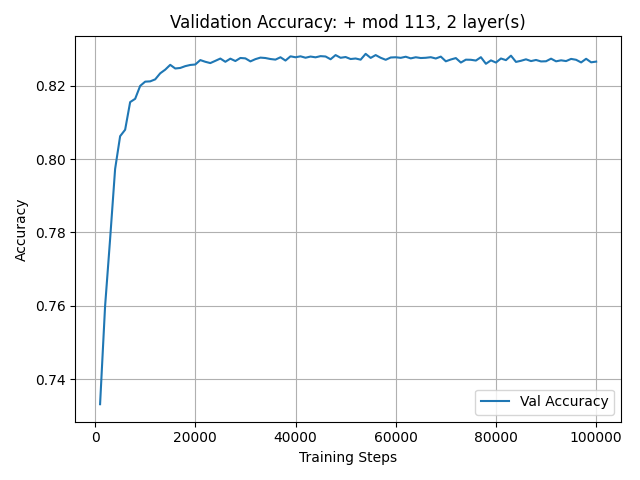 Validation Accuracy: + mod 113, 2 layer(s)
Accuracy
0.82
0.80
0.78
0.76
0.74
Val Accuracy
0
20000
40000
60000
80000
100000
Training Steps